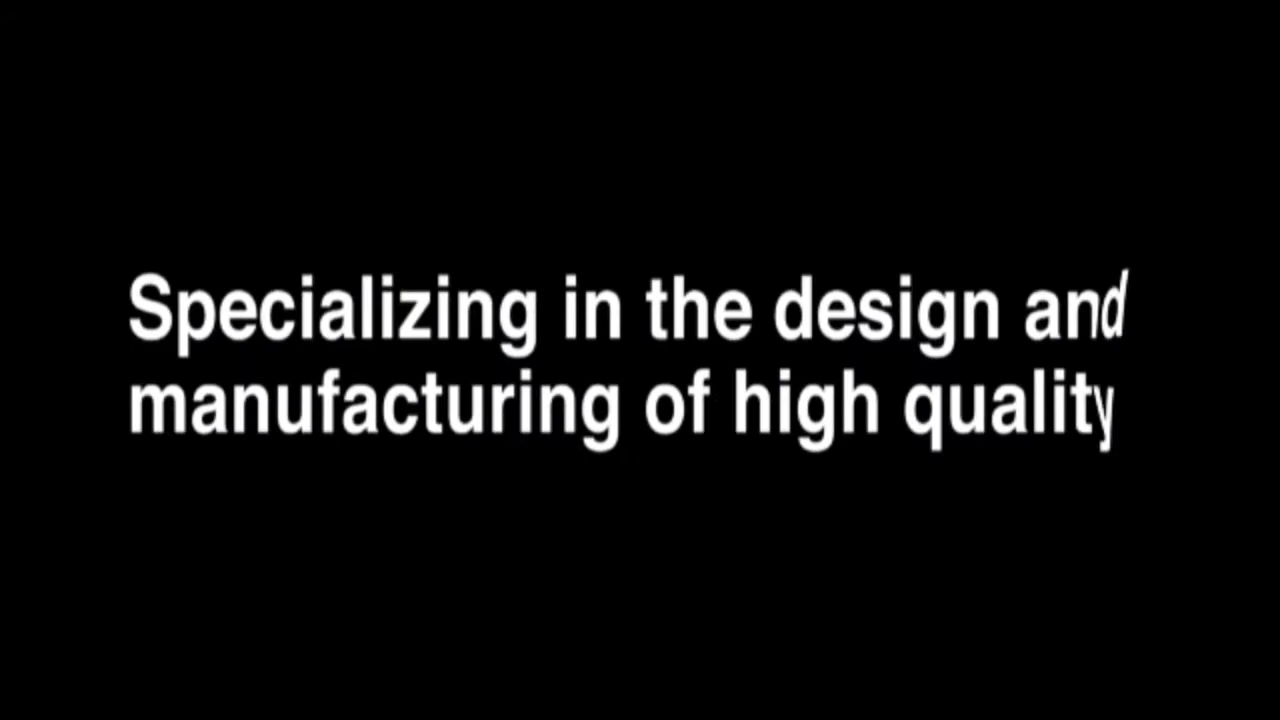 Specializing in the design and
manufacturing of high quality